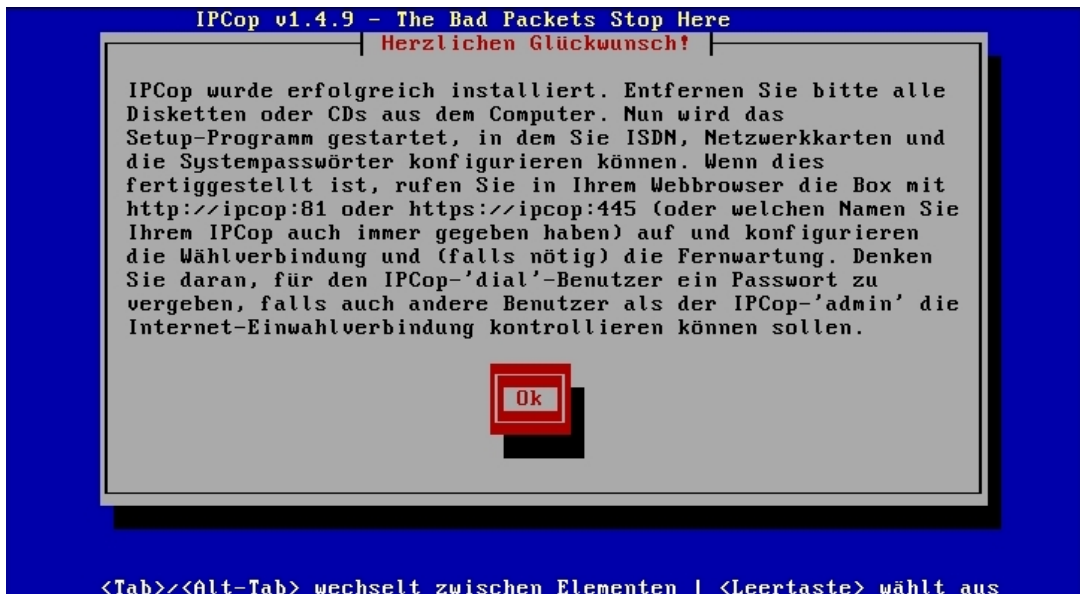 IPCop v1.4.9 - The Bad Packets Stop Here
Herzlichen Glückwunsch!
IPCop wurde erfolgreich installiert. Entfernen Sie bitte alle
Disketten oder CDs aus dem Computer. Nun wird das
Setup-Programm gestartet, in dem Sie ISDN, Netzwerkkarten und
die Systempasswörter konfigurieren können. Wenn dies
fertiggestellt ist, rufen Sie in Ihrem Webbrowser die Box mit
http://ipcop:81 oder https://ipcop:445 (oder welchen Namen Sie
Ihrem IPCop auch immer gegeben haben) auf und konfigurieren
die Wählverbindung und (falls nötig) die Fernwartung. Denken
Sie daran, für den IPCop-'dial'-Benutzer ein Passwort zu
vergeben, falls auch andere Benutzer als der IPCop-'admin' die
Internet-Einwahlverbindung kontrollieren können sollen.
Ok
<Tab>/<Alt-Tab> wechselt zwischen Elementen | <Leertaste> wählt aus